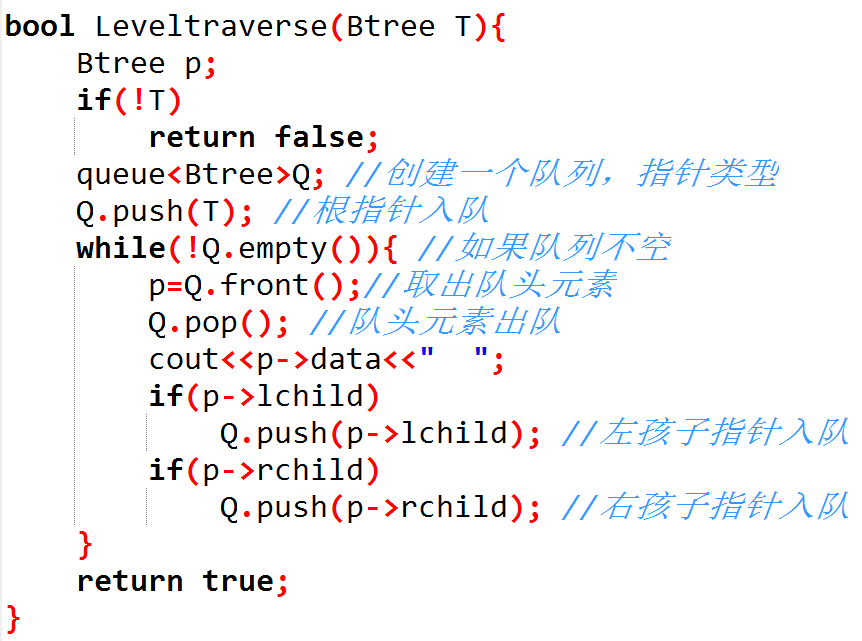 bool Leveltraverse(Btree T){
    Btree p;
    if(!T)
        return false;
    queue<Btree>Q; //创建一个队列，指针类型
    Q.push(T); //根指针入队
    while(!Q.empty()){ //如果队列不空
        p=Q.front();//取出队头元素
        Q.pop(); //队头元素出队
        cout<<p->data<<"  ";
        if(p->lchild)
            Q.push(p->lchild); //左孩子指针入队
        if(p->rchild)
            Q.push(p->rchild); //右孩子指针入队
    }
    return true;
}